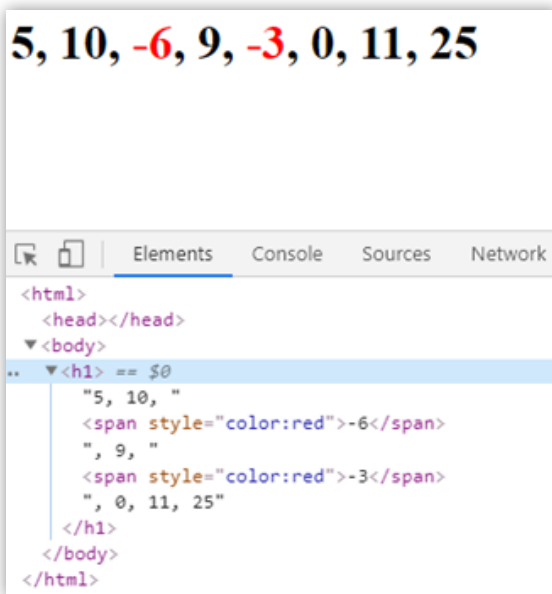 5, 10, -6, 9, -3, 0, 11, 25
Elements Console Sources Network
<html>
<head></head>
▼<body>
.. ▼<h1> == $0
"5, 10, "
<span style="color:red">-6</span>
", 9, "
<span style="color:red">-3</span>
", 0, 11, 25"
</h1>
</body>
</html>